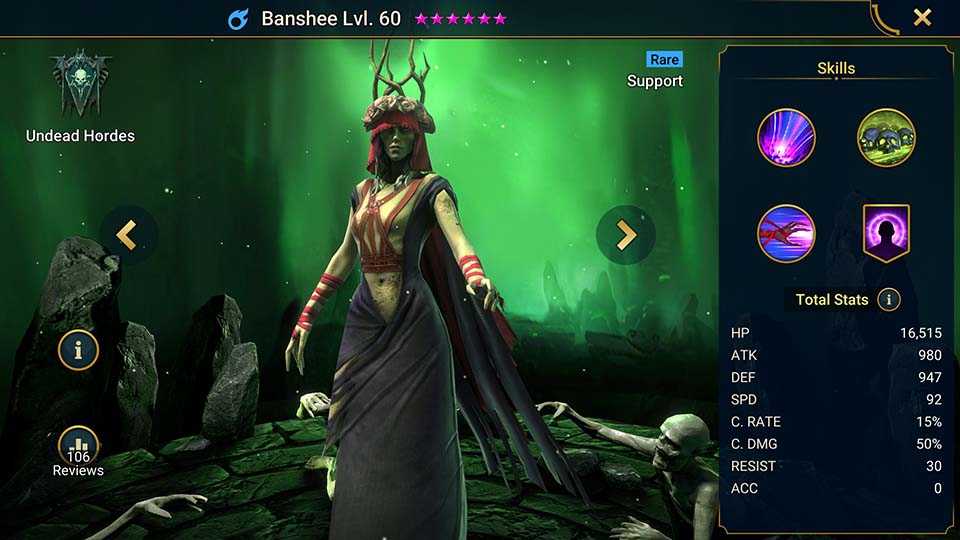 Banshee Lvl. 60
Undead Hordes
Rare
Support
106
Reviews
Skills
Total Stats i
HP 16,515
ATK 980
DEF 947
SPD 92
C. RATE 15%
C. DMG 50%
RESIST 30
ACC 0